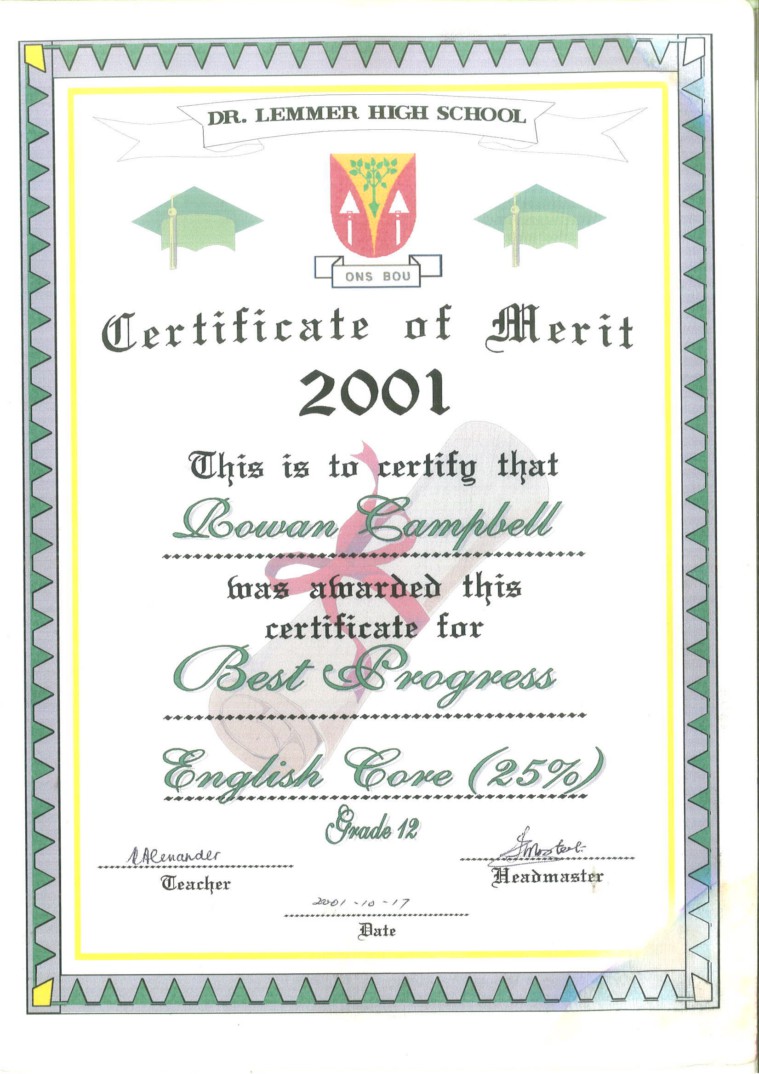 DR. LEMMER HIGH SCHOOL
ONS BOU
Certificate of Merit
2001
This is to certify that
Rowan Campbell
was awarded this
certificate for
Best Progress
English Core (25%)
Grade 12
Alexander
Teacher
Headmaster
2001-10-17
Date